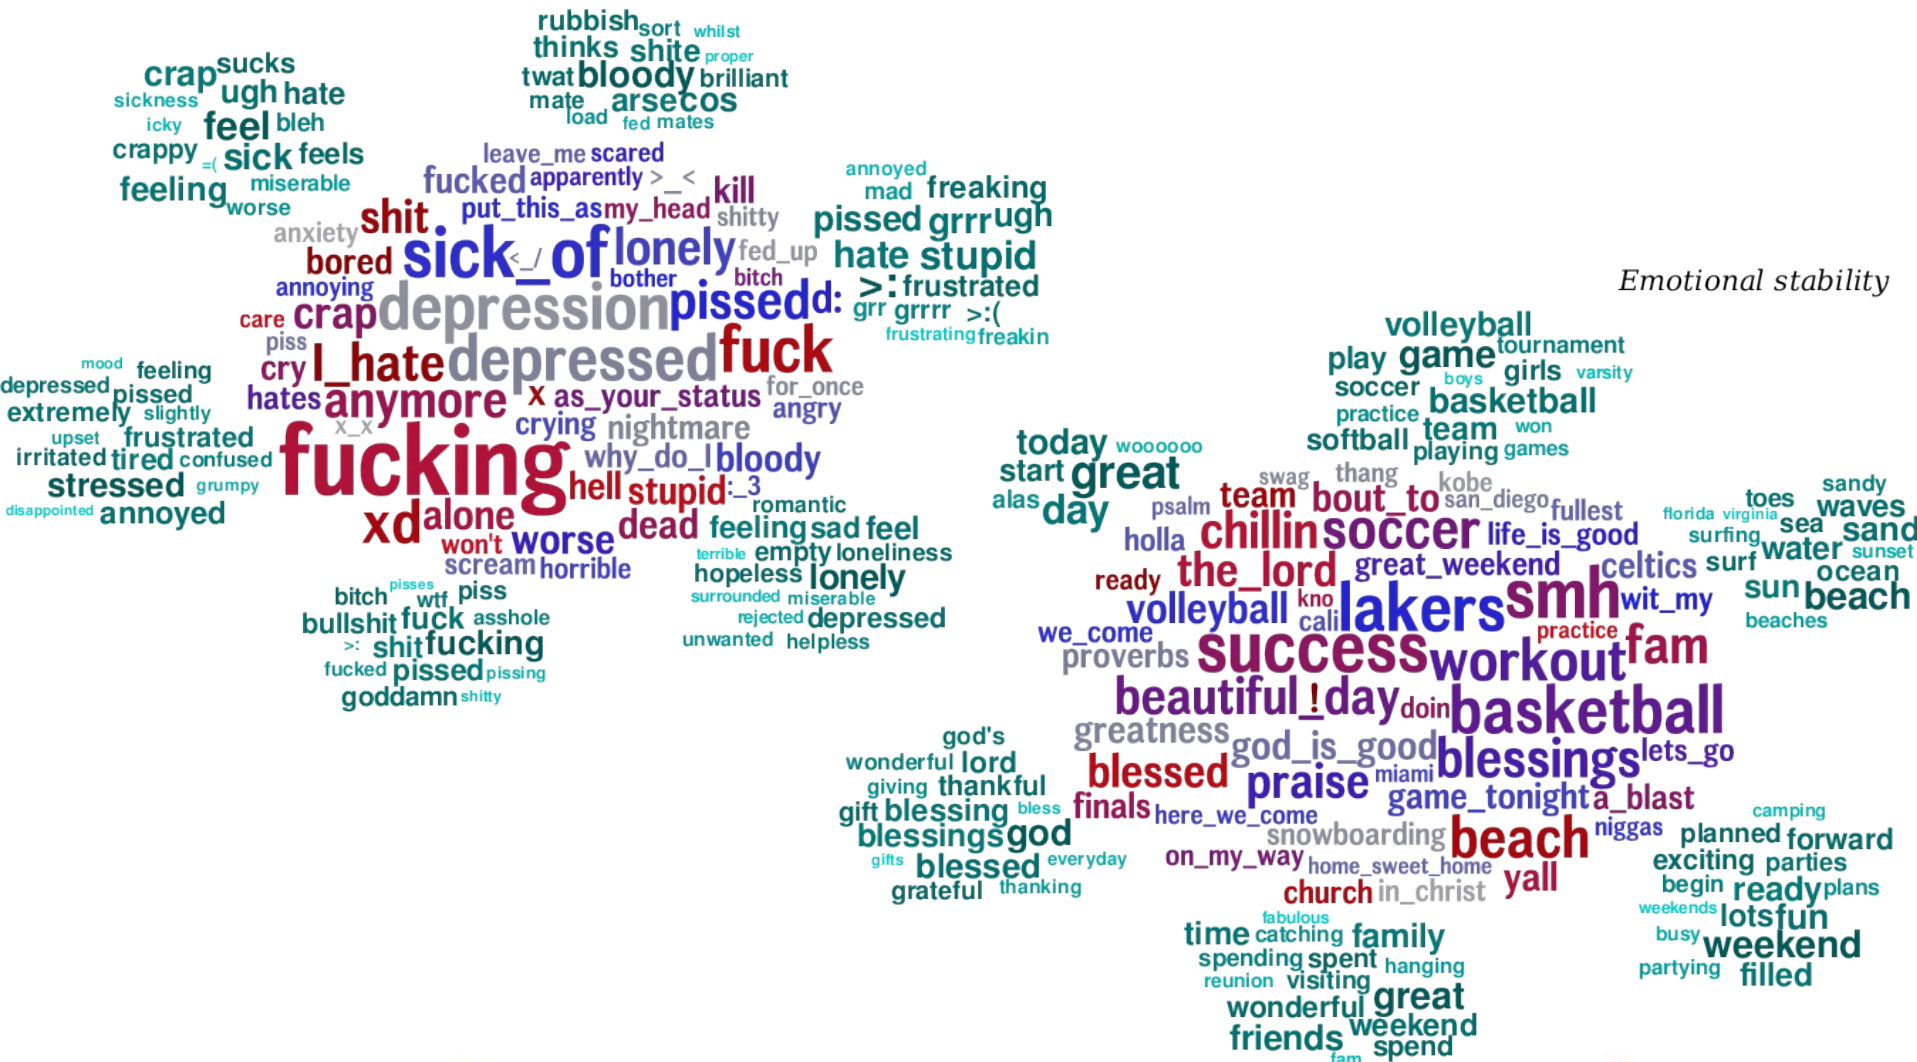 rubbish sort whilst
thinks shite proper
twat bloody brilliant
mate arse cos
load fed mates
crap sucks
sickness ugh hate
icky feel bleh
crappy =( sick feels
feeling miserable
worse
leave_me scared
fucked apparently >_< kill
shit put_this_as my_head shitty
anxiety sick_of <_/ lonely fed_up
bored bother bitch
annoying depression pissed d:
care crap
piss I_hate depressed fuck
cry
hates anymore x as_your_status for_once
x_x crying nightmare angry
fucking why_do_I bloody
hell stupid :_3
xd alone dead
won't worse
scream horrible
annoyed
mad freaking
pissed grrr ugh
hate stupid
>: frustrated
grr grrrr >:(
frustrating freakin
mood feeling
depressed pissed
extremely slightly
upset frustrated
irritated tired confused
stressed grumpy
disappointed annoyed
romantic
feeling sad feel
terrible empty loneliness
hopeless lonely
surrounded miserable
rejected depressed
unwanted helpless
pisses
bitch wtf piss
bullshit fuck asshole
>: shit fucking
fucked pissed pissing
goddamn shitty
Emotional stability
volleyball
play game tournament
soccer boys girls varsity
practice basketball
softball team won
playing games
today woooooo
start great
alas day
swag thang kobe
psalm team bout_to san_diego fullest
holla chillin soccer life_is_good
ready the_lord great_weekend celtics
volleyball kno lakers smh wit_my
we_come cali practice
proverbs success workout fam
beautiful_day ! doin basketball
greatness god_is_good blessings lets_go
blessed praise miami
finals here_we_come game_tonight a_blast
snowboarding beach niggas
on_my_way home_sweet_home yall
church in_christ
sandy
toes waves
florida virginia sea sand
surfing water sunset
surf ocean
sun beach
beaches
god's
wonderful lord
giving thankful
gift blessing bless
blessings god
gifts blessed everyday
grateful thanking
camping
planned forward
exciting parties
begin ready plans
weekends lots fun
busy weekend
partying filled
fabulous
time catching family
spending spent hanging
reunion visiting
wonderful great
friends weekend
fam spend